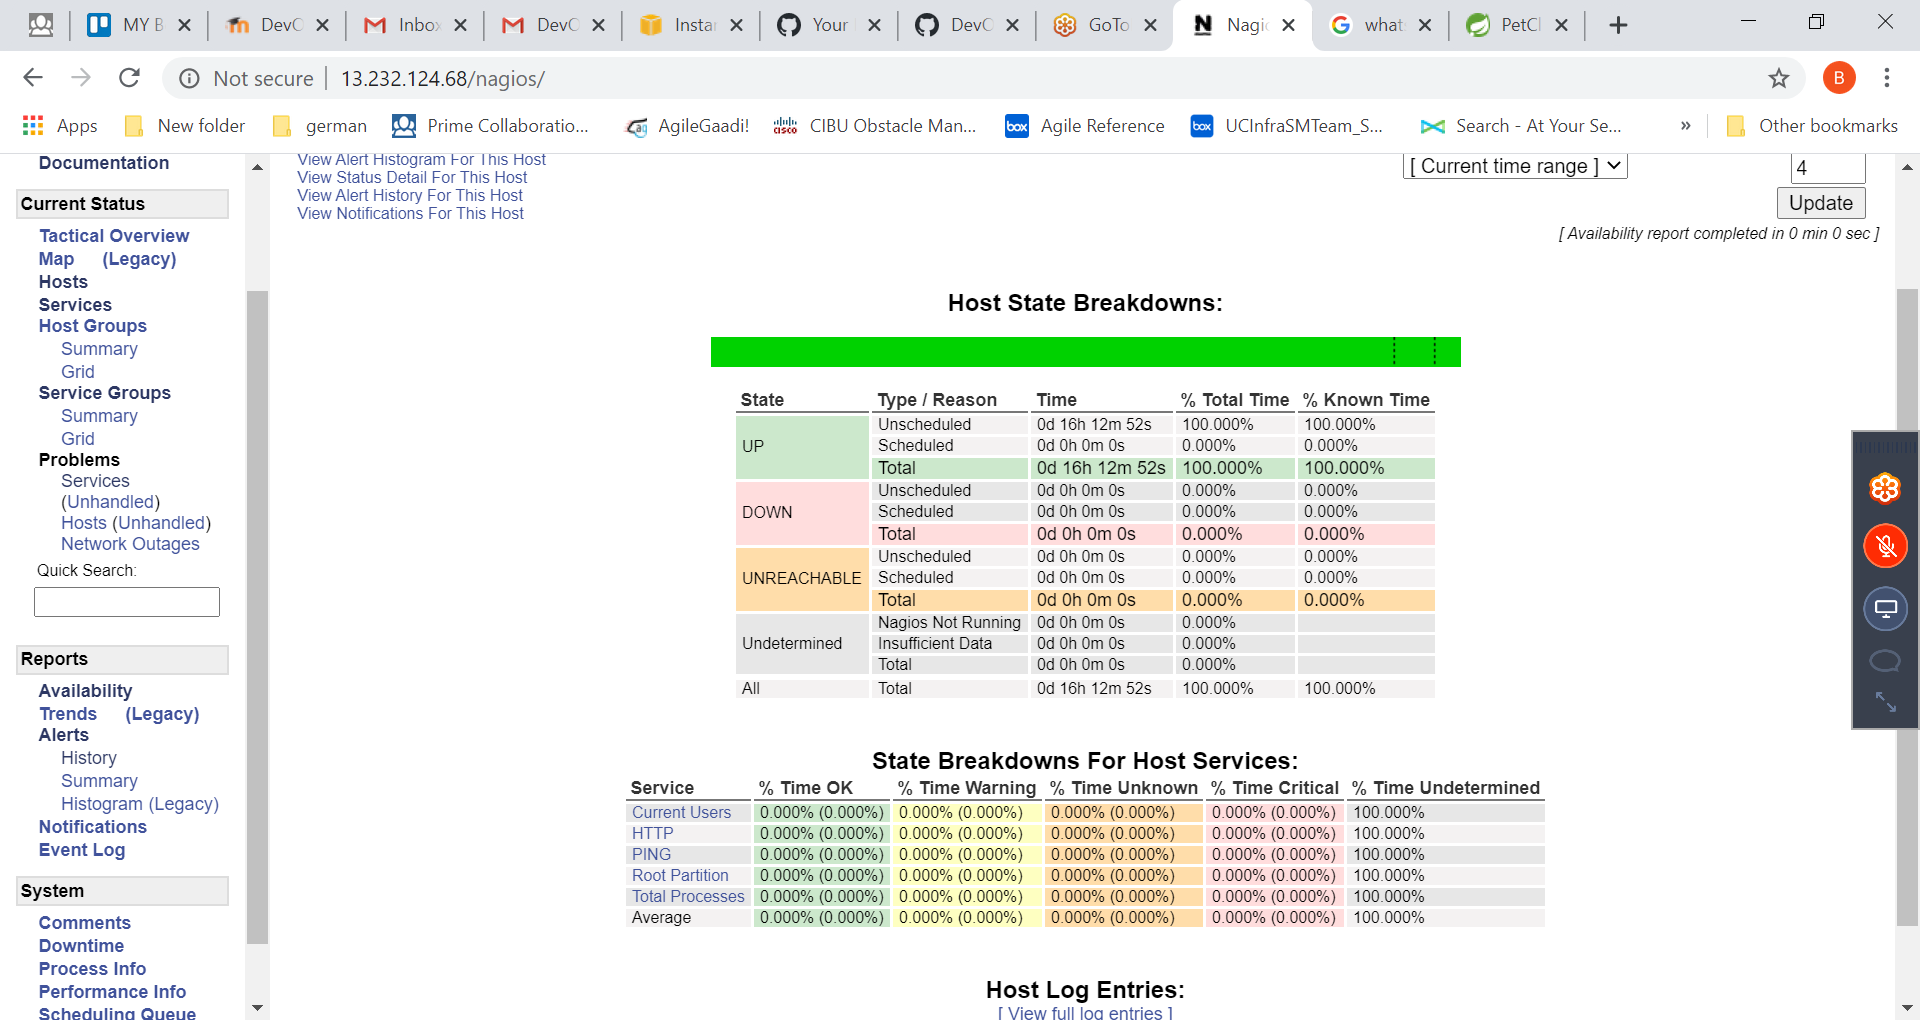 MY B
DevO
Inbox
DevO
Instan
Your
DevO
GoTo
Nagio
what
PetCl
Not secure
13.232.124.68/nagios/
B
Apps
New folder
german
Prime Collaboratio...
AgileGaadi!
CIBU Obstacle Man...
Agile Reference
UCInfraSMTeam_S...
Search - At Your Se...
»
Other bookmarks
Documentation
Current Status
Tactical Overview
Map (Legacy)
Hosts
Services
Host Groups
Summary
Grid
Service Groups
Summary
Grid
Problems
Services
(Unhandled)
Hosts (Unhandled)
Network Outages
Quick Search:
Reports
Availability
Trends (Legacy)
Alerts
History
Summary
Histogram (Legacy)
Notifications
Event Log
System
Comments
Downtime
Process Info
Performance Info
Scheduling Queue
View Alert Histogram For This Host
View Status Detail For This Host
View Alert History For This Host
View Notifications For This Host
[ Current time range ]
4
Update
[ Availability report completed in 0 min 0 sec ]
Host State Breakdowns:
State Type / Reason Time % Total Time % Known Time
UP
Unscheduled 0d 16h 12m 52s 100.000% 100.000%
Scheduled 0d 0h 0m 0s 0.000% 0.000%
Total 0d 16h 12m 52s 100.000% 100.000%
DOWN
Unscheduled 0d 0h 0m 0s 0.000% 0.000%
Scheduled 0d 0h 0m 0s 0.000% 0.000%
Total 0d 0h 0m 0s 0.000% 0.000%
UNREACHABLE
Unscheduled 0d 0h 0m 0s 0.000% 0.000%
Scheduled 0d 0h 0m 0s 0.000% 0.000%
Total 0d 0h 0m 0s 0.000% 0.000%
Undetermined
Nagios Not Running 0d 0h 0m 0s 0.000%
Insufficient Data 0d 0h 0m 0s 0.000%
Total 0d 0h 0m 0s 0.000%
All Total 0d 16h 12m 52s 100.000% 100.000%
State Breakdowns For Host Services:
Service % Time OK % Time Warning % Time Unknown % Time Critical % Time Undetermined
Current Users 0.000% (0.000%) 0.000% (0.000%) 0.000% (0.000%) 0.000% (0.000%) 100.000%
HTTP 0.000% (0.000%) 0.000% (0.000%) 0.000% (0.000%) 0.000% (0.000%) 100.000%
PING 0.000% (0.000%) 0.000% (0.000%) 0.000% (0.000%) 0.000% (0.000%) 100.000%
Root Partition 0.000% (0.000%) 0.000% (0.000%) 0.000% (0.000%) 0.000% (0.000%) 100.000%
Total Processes 0.000% (0.000%) 0.000% (0.000%) 0.000% (0.000%) 0.000% (0.000%) 100.000%
Average 0.000% (0.000%) 0.000% (0.000%) 0.000% (0.000%) 0.000% (0.000%) 100.000%
Host Log Entries:
[ View full log entries ]